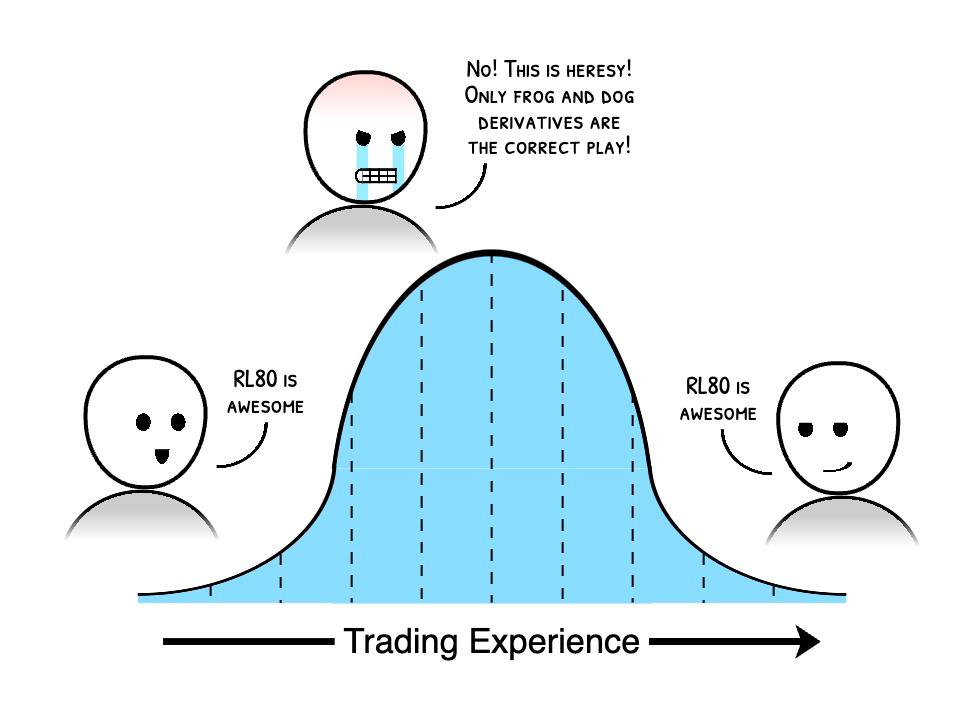 No! This is heresy!
Only frog and dog
derivatives are
the correct play!
RL80 is
awesome
RL80 is
awesome
Trading Experience